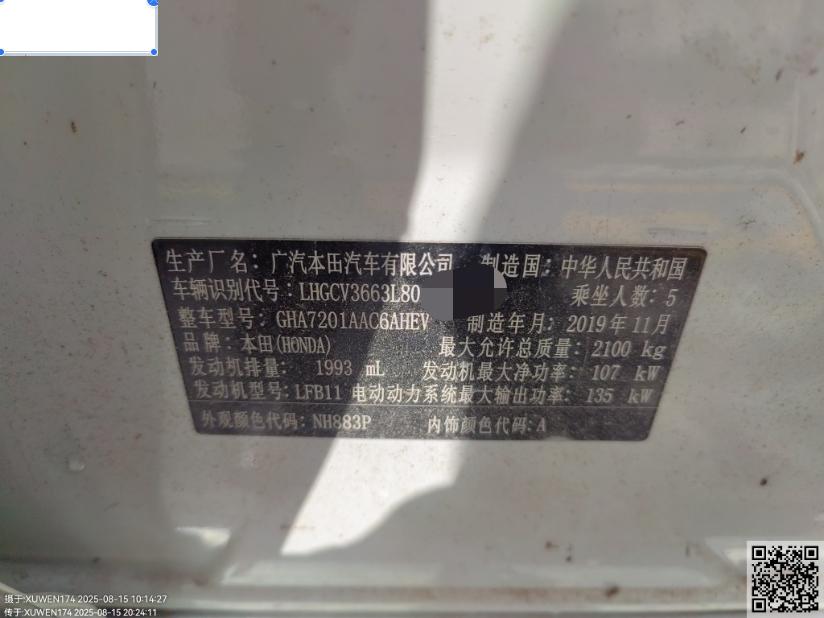 生产厂名：广汽本田汽车有限公司 制造国：中华人民共和国
车辆识别代号：LHGCV3663L80 乘坐人数：5
整车型号：GHA7201AAC6AHEV 制造年月：2019年11月
品牌：本田(HONDA) 最大允许总质量：2100 kg
发动机排量： 1993 mL 发动机最大净功率：107 kW
发动机型号：LFB11 电动动力系统最大输出功率：135 kW
外观颜色代码：NH883P 内饰颜色代码：A
摄于:XUWEN174 2025-08-15 10:14:27
传于:XUWEN174 2025-08-15 20:24:11